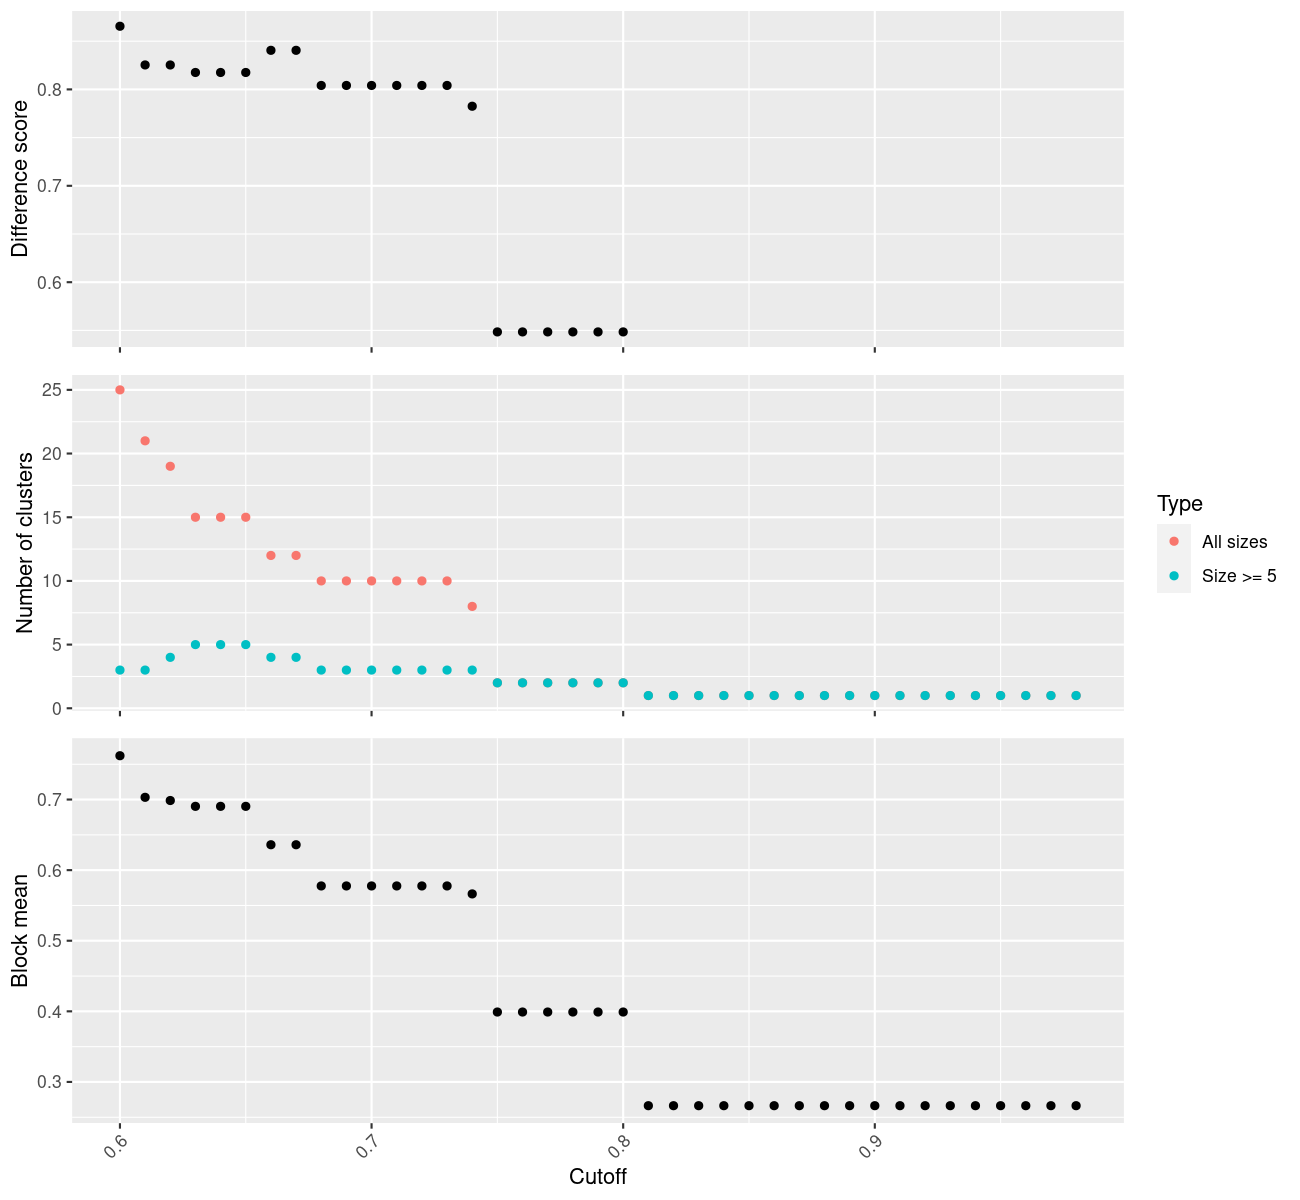 Difference score
0.8
0.7
0.6
Number of clusters
25
20
15
10
5
0
Type
All sizes
Size >= 5
Block mean
0.7
0.6
0.5
0.4
0.3
0.6
0.7
0.8
0.9
Cutoff